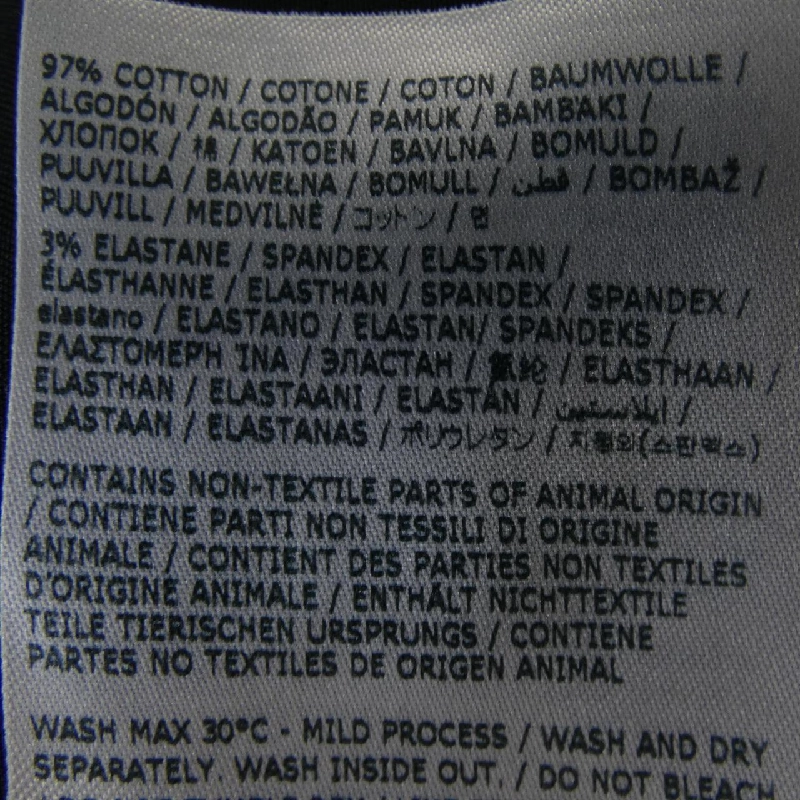 97% COTTON / COTONE / COTON / BAUMWOLLE /
ALGODÓN / ALGODÃO / PAMUK / BAMBAKI /
ХЛОПОК / 棉 / KATOEN / BAVLNA / BOMULD /
PUUVILLA / BAWEŁNA / BOMULL / قطن / BOMBAŽ /
PUUVILL / MEDVILNĖ / コットン / 면
3% ELASTANE / SPANDEX / ELASTAN /
ÉLASTHANNE / ELASTHAN / SPANDEX / SPANDEX /
elastano / ELASTANO / ELASTAN/ SPANDEKS /
ΕΛΑΣΤΟΜΕΡΉ ΊΝΑ / ЭЛАСТАН / 氨纶 / ELASTHAAN /
ELASTHAN / ELASTAANI / ELASTAN / إيلاستين /
ELASTAAN / ELASTANAS / ポリウレタン /
CONTAINS NON-TEXTILE PARTS OF ANIMAL ORIGIN
/ CONTIENE PARTI NON TESSILI DI ORIGINE
ANIMALE / CONTIENT DES PARTIES NON TEXTILES
D'ORIGINE ANIMALE / ENTHÄLT NICHTTEXTILE
TEILE TIERISCHEN URSPRUNGS / CONTIENE
PARTES NO TEXTILES DE ORIGEN ANIMAL
WASH MAX 30°C - MILD PROCESS / WASH AND DRY
SEPARATELY. WASH INSIDE OUT. / DO NOT BLEACH